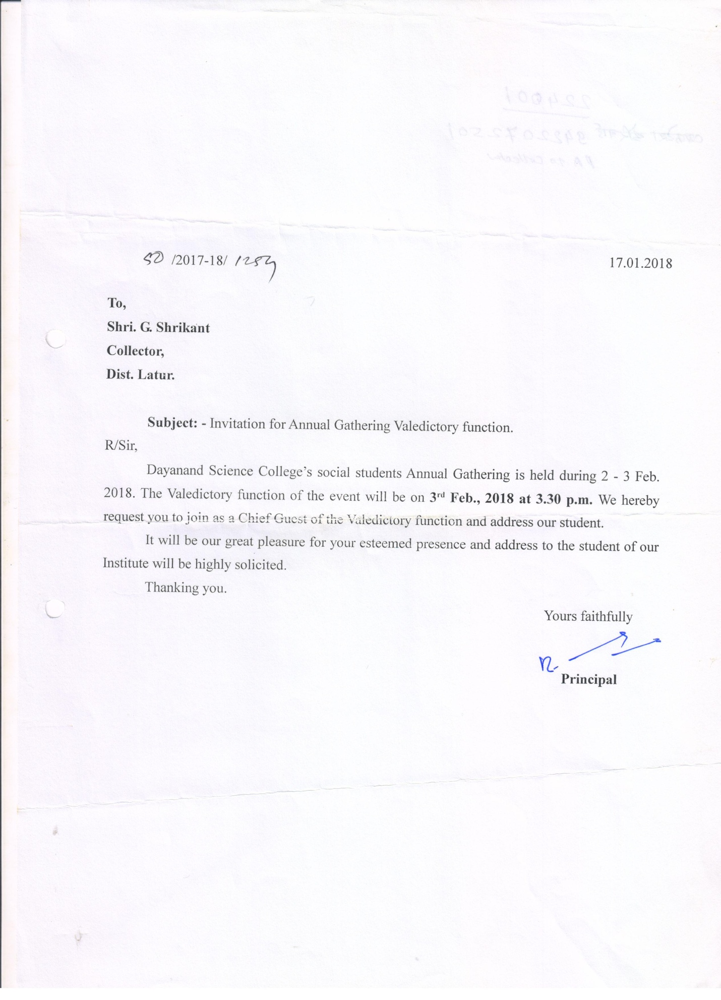 /2017-18/ 17.01.2018
To,
Shri. G. Shrikant
Collector,
Dist. Latur.
Subject: - Invitation for Annual Gathering Valedictory function.
R/Sir,
Dayanand Science College’s social students Annual Gathering is held during 2 - 3 Feb.
2018. The Valedictory function of the event will be on 3rd Feb., 2018 at 3.30 p.m. We hereby
request you to join as a Chief Guest of the Valedictory function and address our student.
It will be our great pleasure for your esteemed presence and address to the student of our
Institute will be highly solicited.
Thanking you.
Yours faithfully
Principal